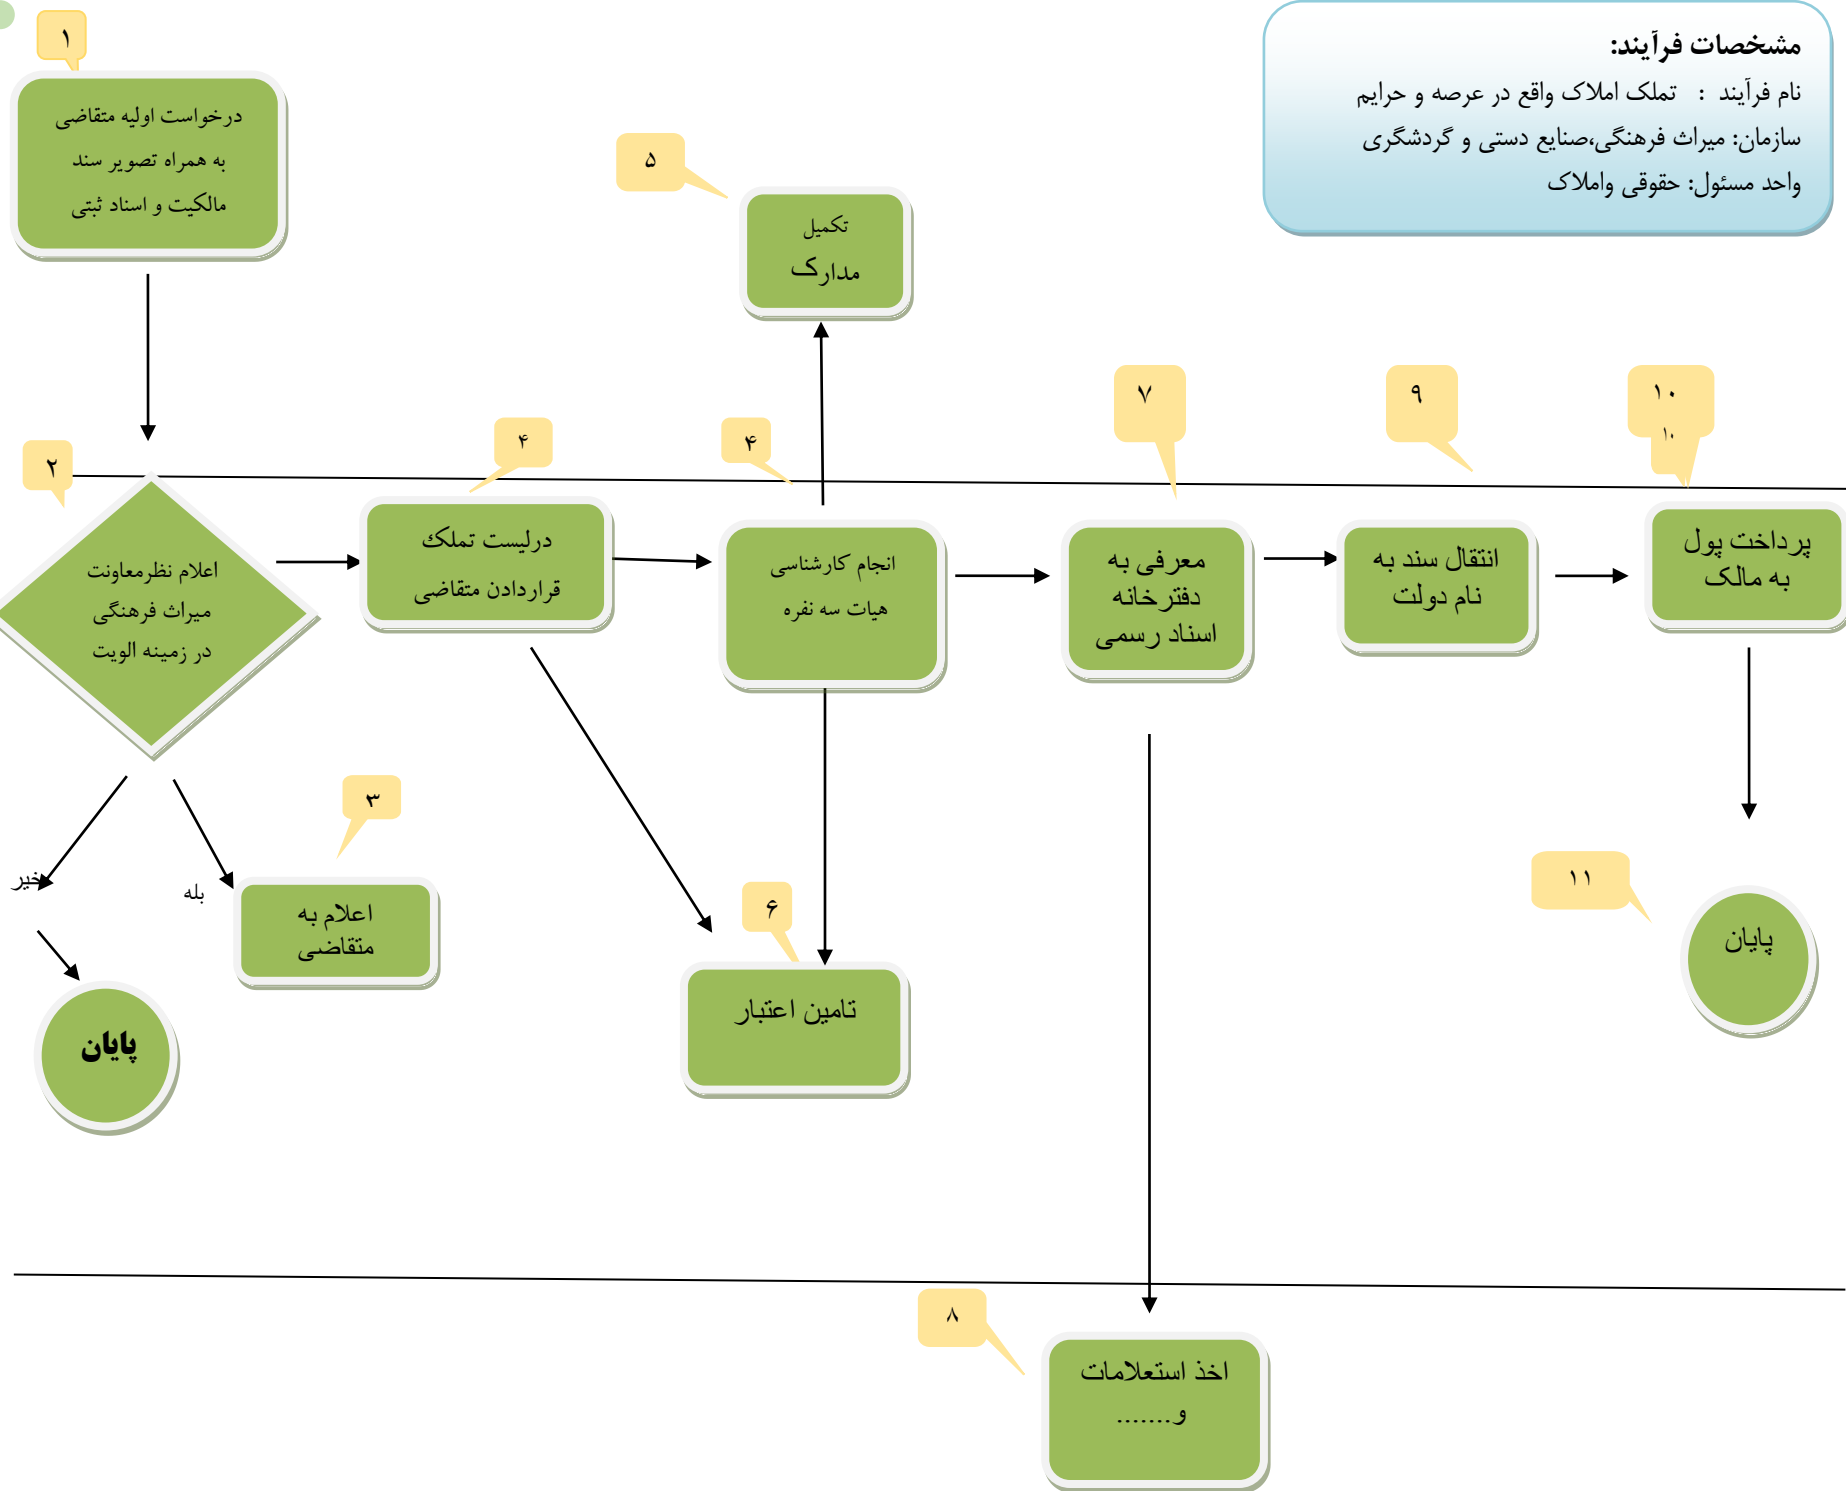 مشخصات فرآیند:
نام فرآیند : تملک املاک واقع در عرصه و حرایم
سازمان: میراث فرهنگی،صنایع دستی و گردشگری
واحد مسئول: حقوقی واملاک
۱
درخواست اولیه متقاضی
به همراه تصویر سند
مالکیت و اسناد ثبتی
۵
تکمیل
مدارک
۲
اعلام نظرمعاونت
میراث فرهنگی
در زمینه الویت
۴
درلیست تملک
قراردادن متقاضی
۴
انجام کارشناسی
هیات سه نفره
۷
معرفی به
دفترخانه
اسناد رسمی
۹
انتقال سند به
نام دولت
۱۰
۱۰
پرداخت پول
به مالک
خیر
بله
۳
اعلام به
متقاضی
پایان
۶
تامین اعتبار
۱۱
پایان
۸
اخذ استعلامات
و.......